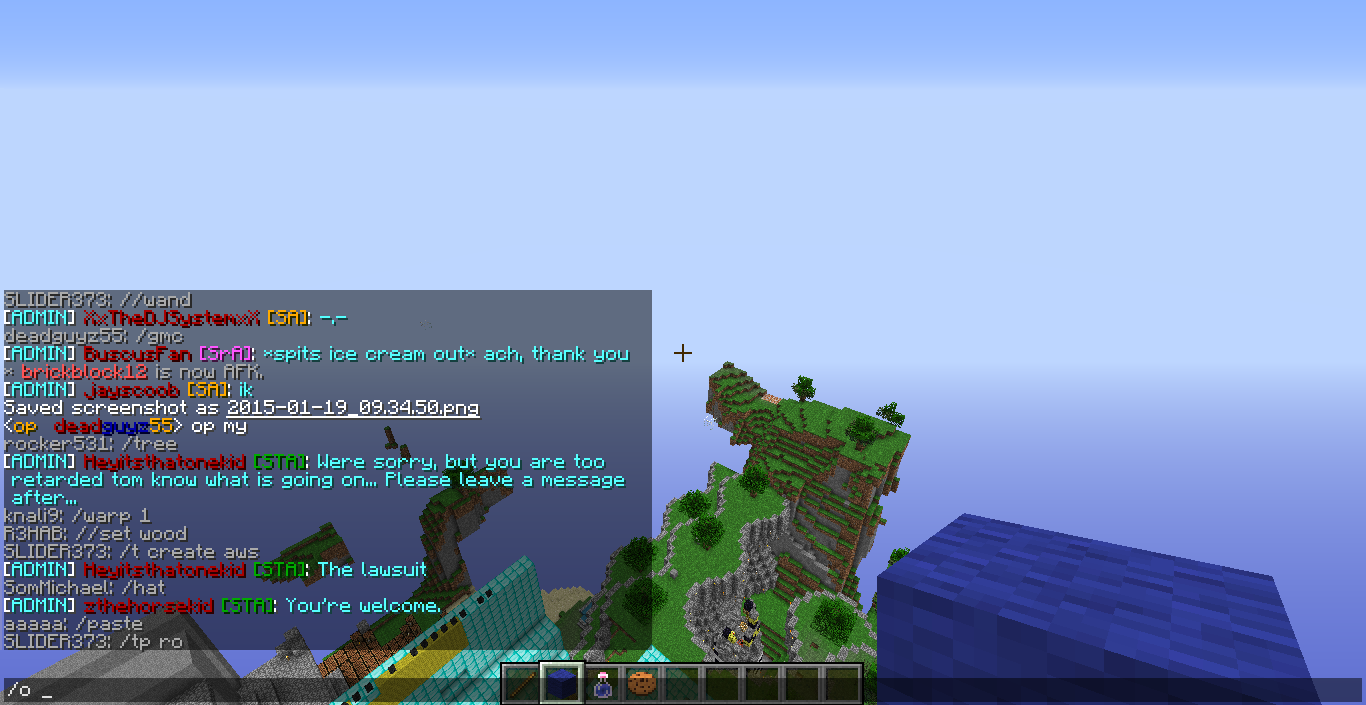 SLIDER373: //wand
[ADMIN] XxTheDJSystemxX [SA]: -.-
deadguyz55: /gmc
[ADMIN] BuscusFan [SrA]: *spits ice cream out* ach, thank you
* brickblock12 is now AFK.
[ADMIN] jayscoob [SA]: ik
Saved screenshot as 2015-01-19_09.34.50.png
<op deadguyz55> op my
rocker531: /tree
[ADMIN] Heyitsthatonekid [STA]: Were sorry, but you are too
retarded tom know what is going on... Please leave a message
after...
knali9: /warp 1
R3HAB: //set wood
SLIDER373: /t create aws
[ADMIN] Heyitsthatonekid [STA]: The lawsuit
SomMichael: /hat
[ADMIN] zthehorsekid [STA]: You're welcome.
aaaaa: /paste
SLIDER373: /tp ro
/o _